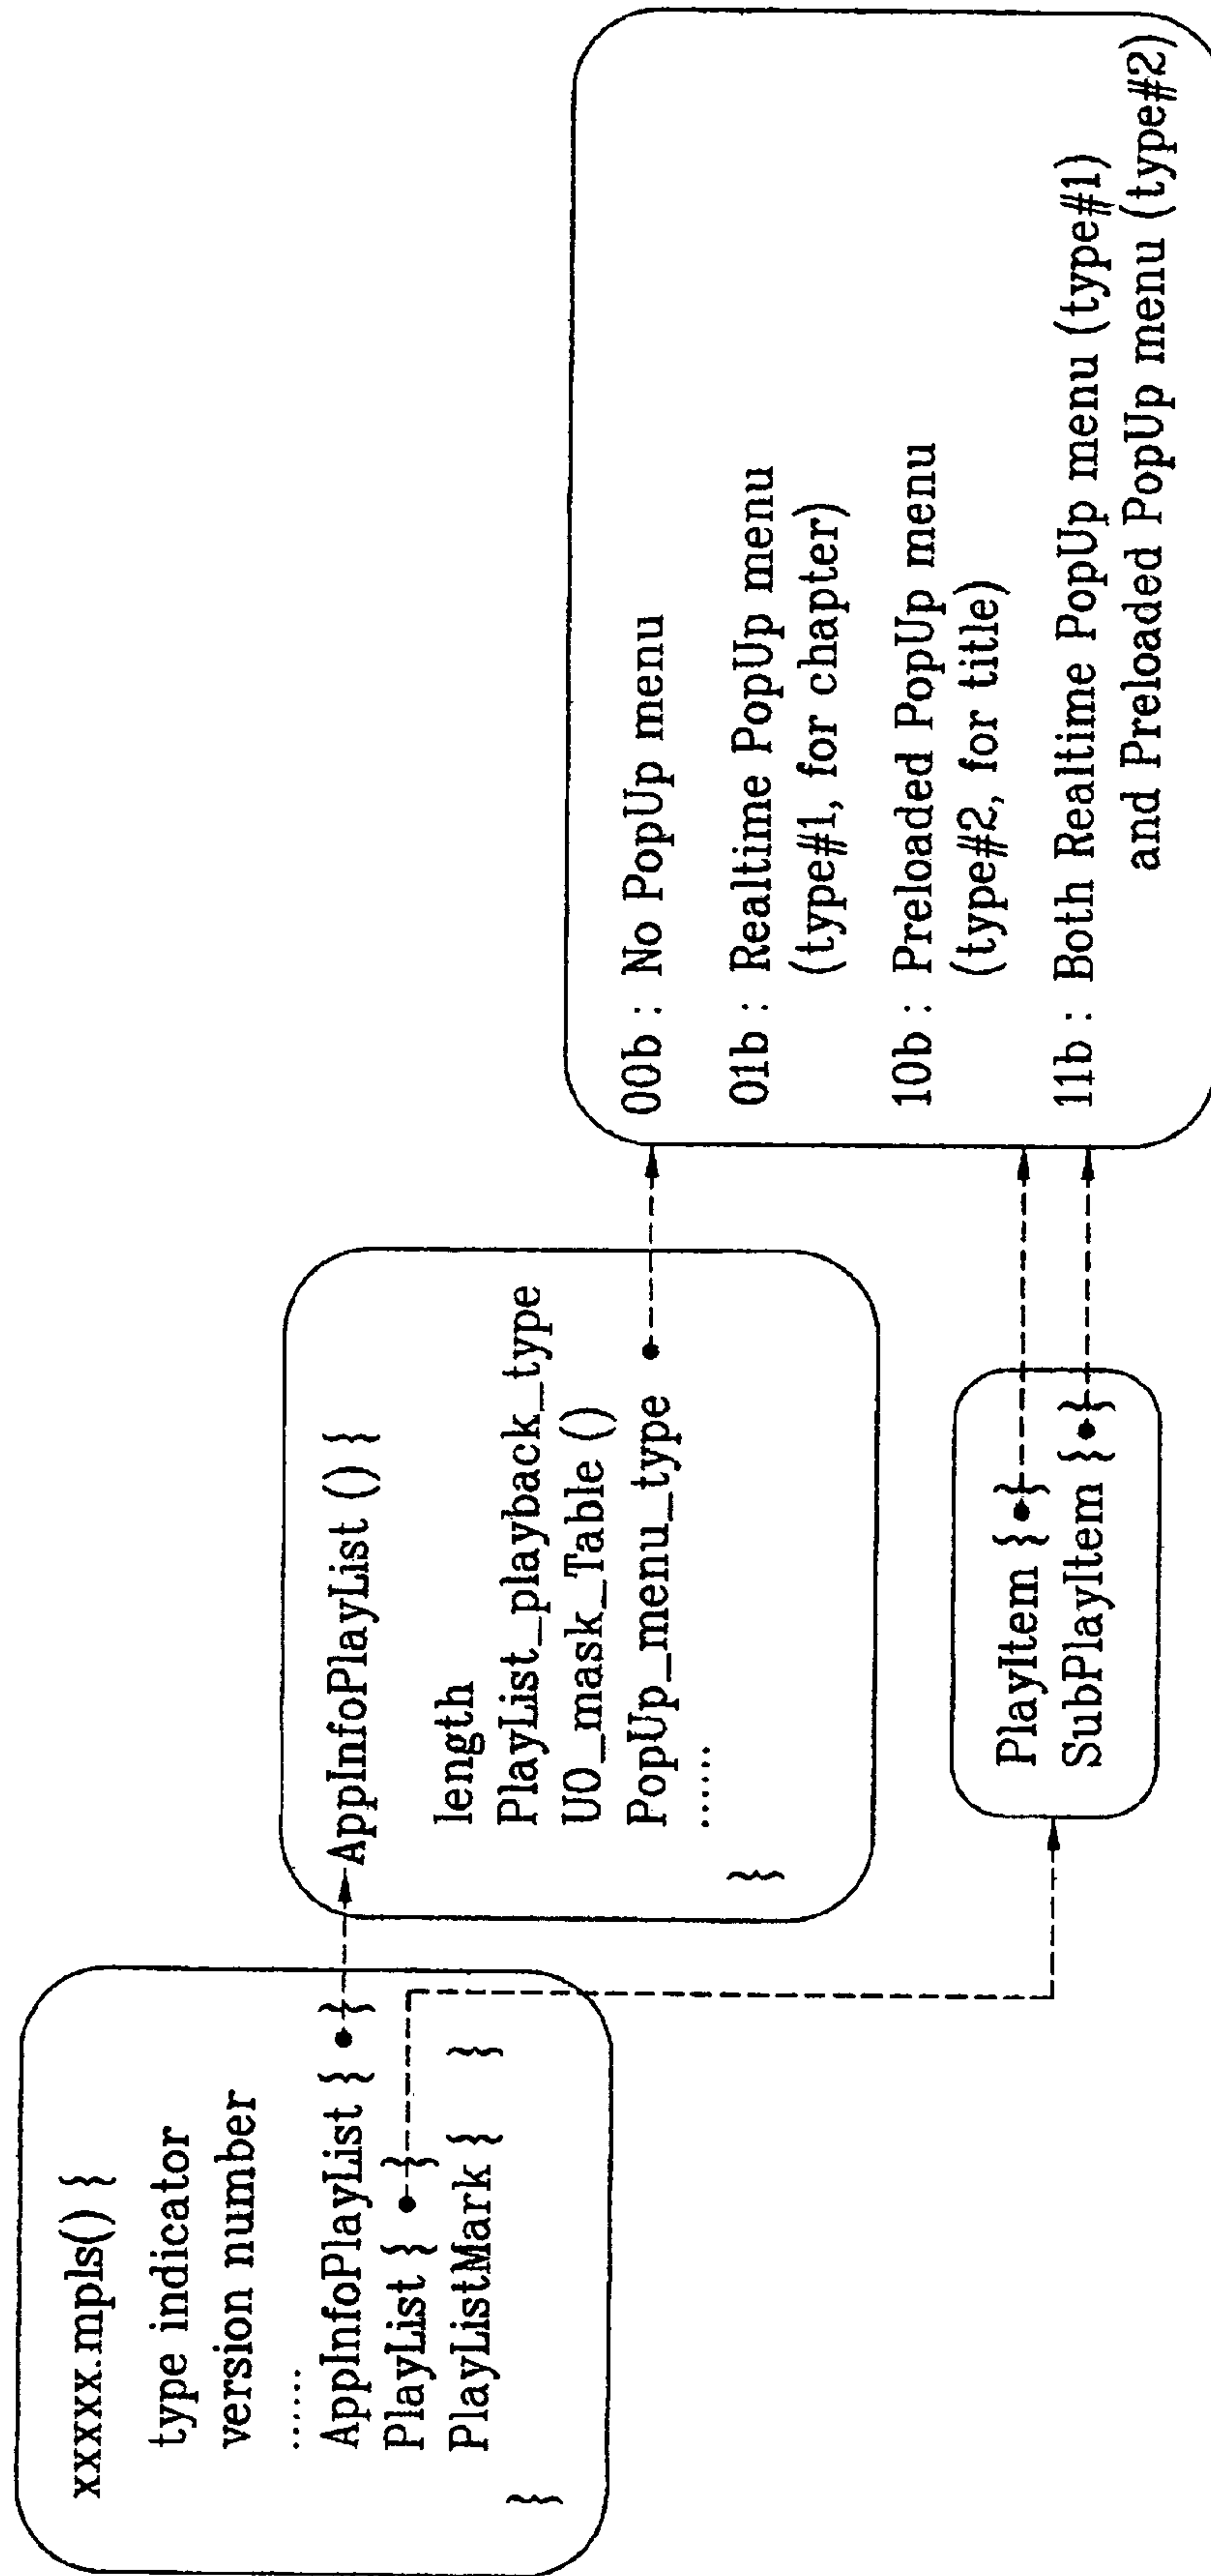 xxxxx.mpls() {
type indicator
version number
......
AppInfoPlayList { }
PlayList { }
PlayListMark { }
}
AppInfoPlayList () {
length
PlayList_playback_type
UO_mask_Table ()
PopUp_menu_type
......
}
PlayItem { }
SubPlayItem { }
00b : No PopUp menu
01b : Realtime PopUp menu
(type#1, for chapter)
10b : Preloaded PopUp menu
(type#2, for title)
11b : Both Realtime PopUp menu (type#1)
and Preloaded PopUp menu (type#2)